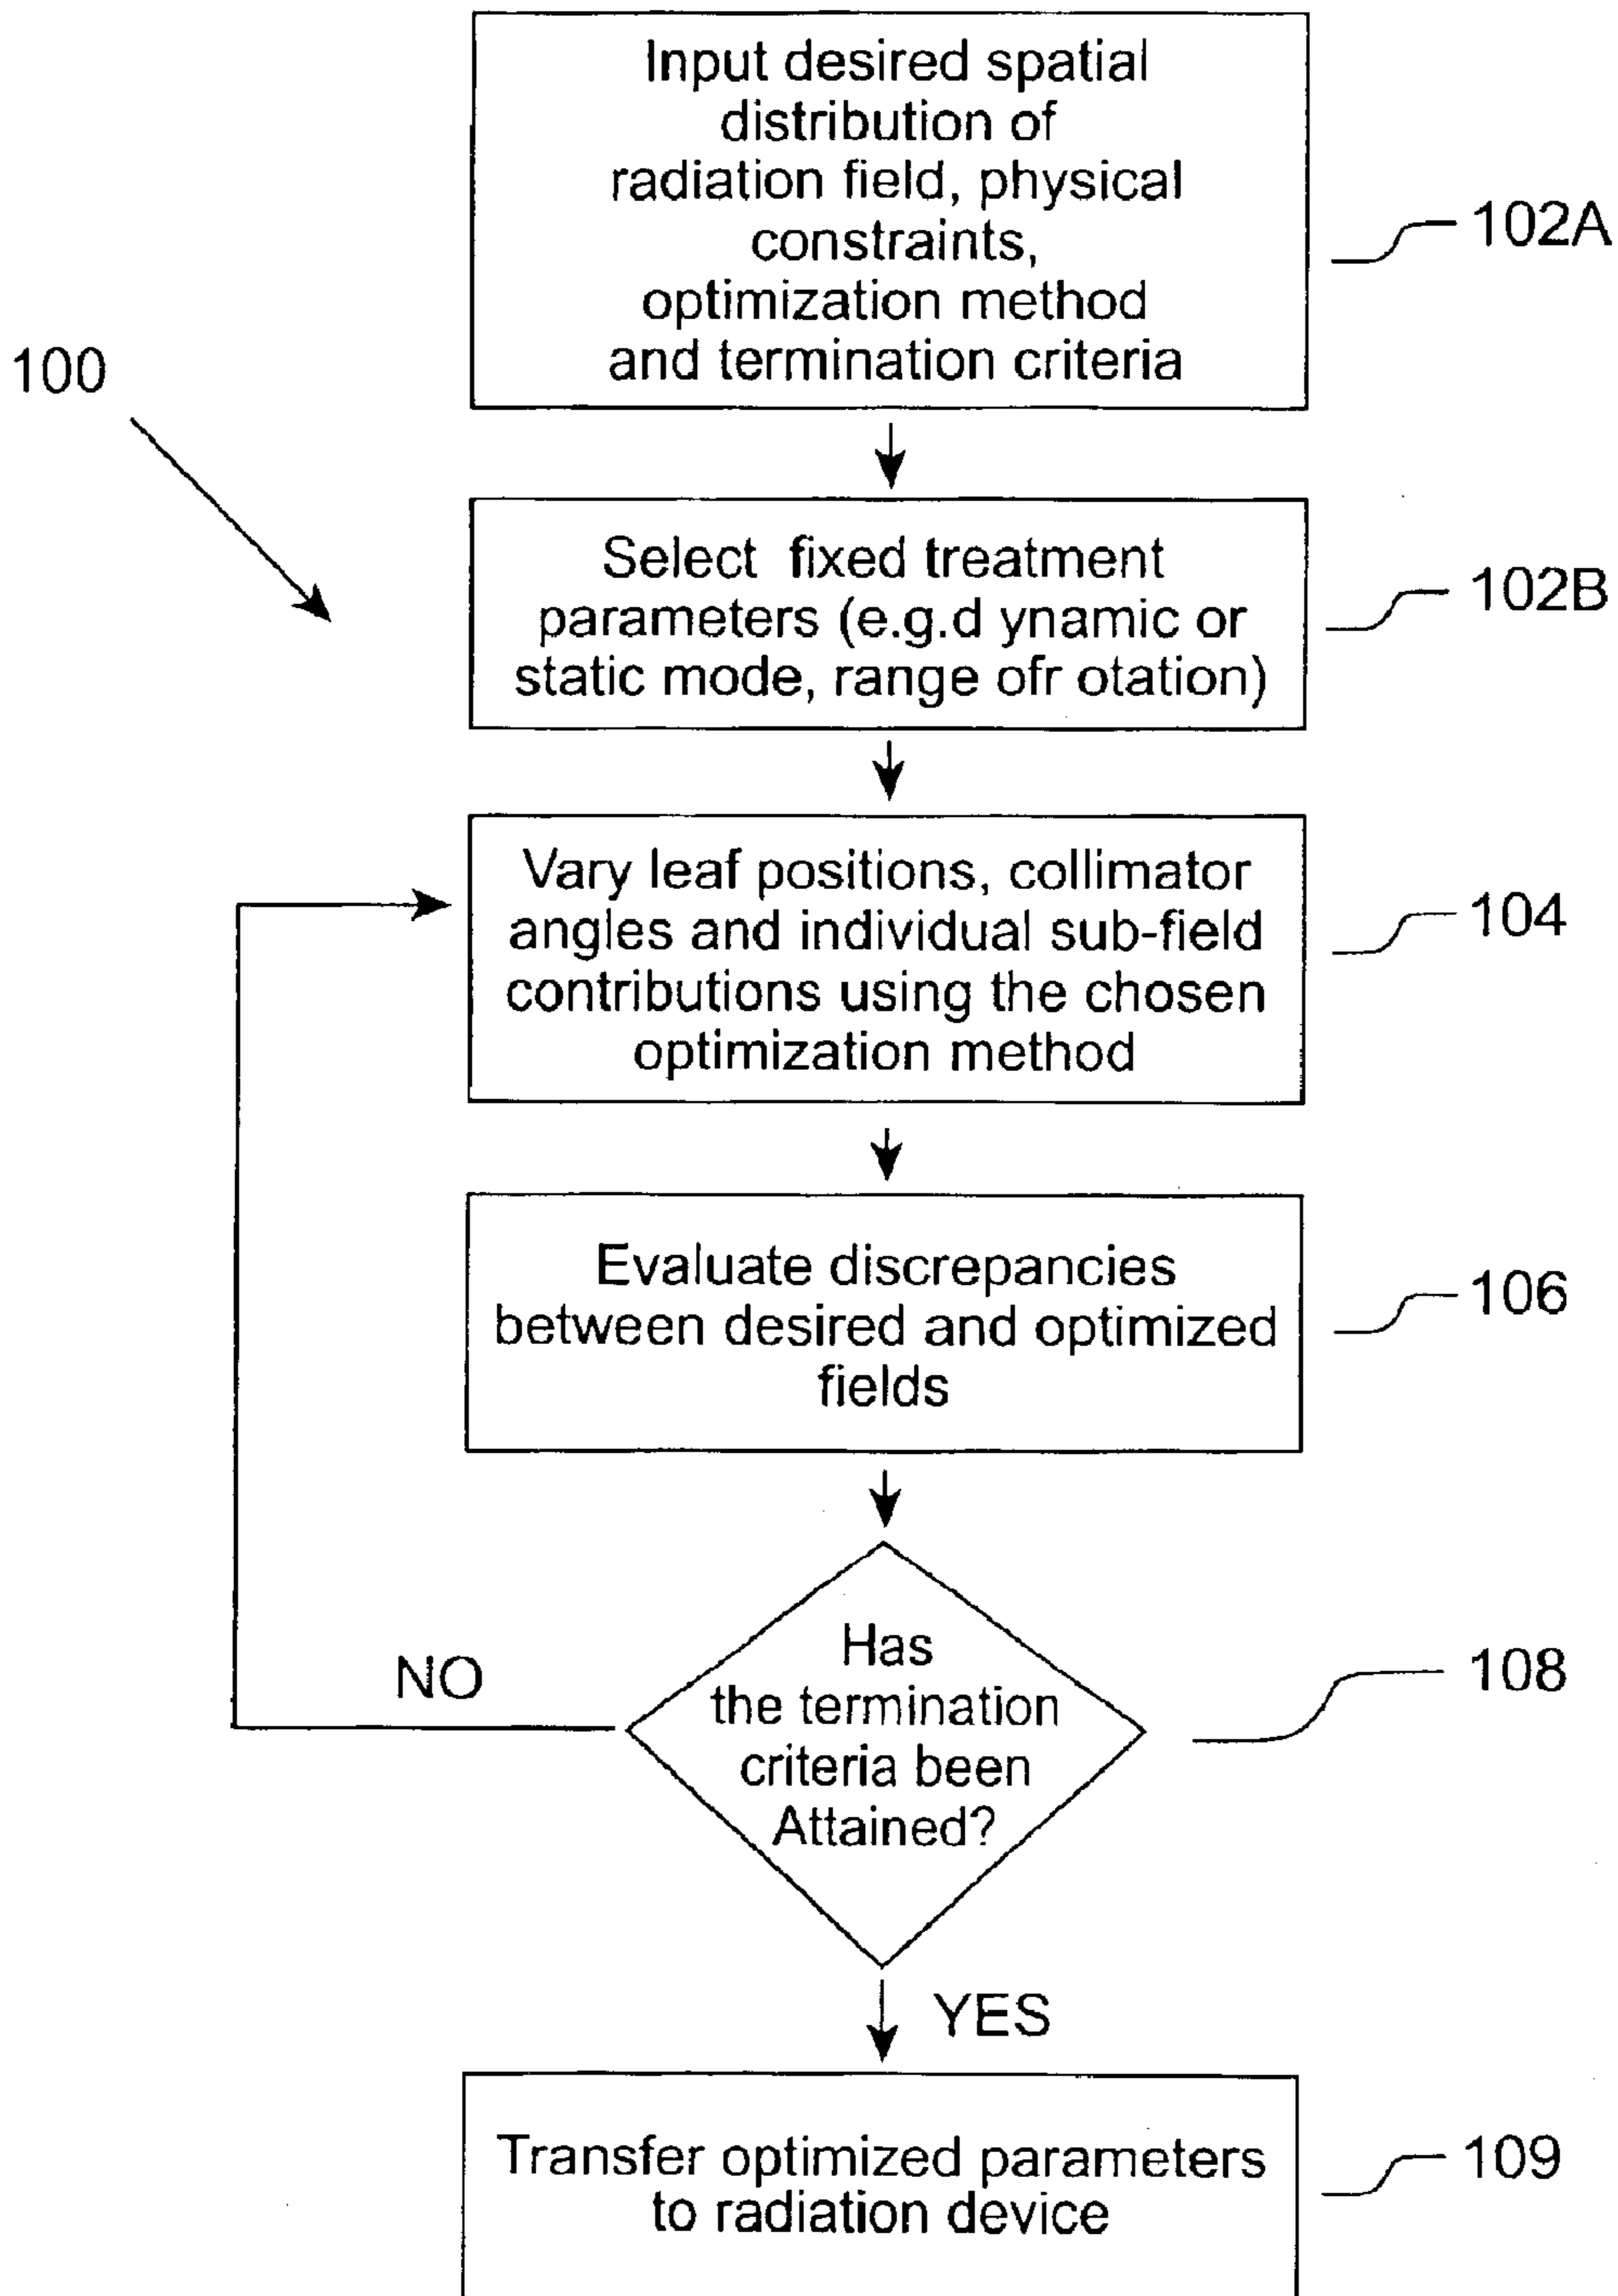 Input desired spatial
distribution of
radiation field, physical
constraints,
optimization method
and termination criteria
102A
100
Select fixed treatment
parameters (e.g.d ynamic or
static mode, range ofr otation)
102B
Vary leaf positions, collimator
angles and individual sub-field
contributions using the chosen
optimization method
104
Evaluate discrepancies
between desired and optimized
fields
106
Has
the termination
criteria been
Attained?
108
NO
YES
Transfer optimized parameters
to radiation device
109